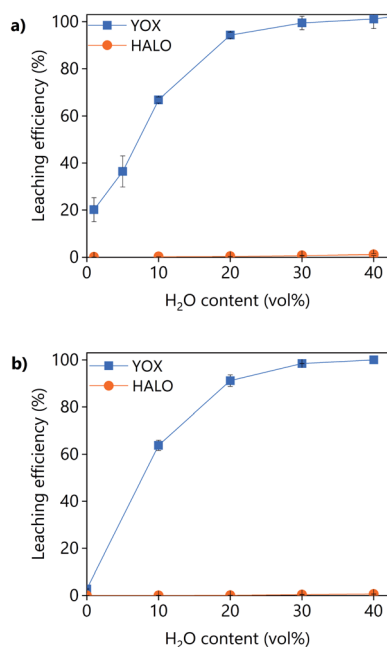 a)
YOX
HALO
100
80
60
40
20
0
Leaching efficiency (%)
0 10 20 30 40
H₂O content (vol%)
b)
YOX
HALO
100
80
60
40
20
0
Leaching efficiency (%)
0 10 20 30 40
H₂O content (vol%)